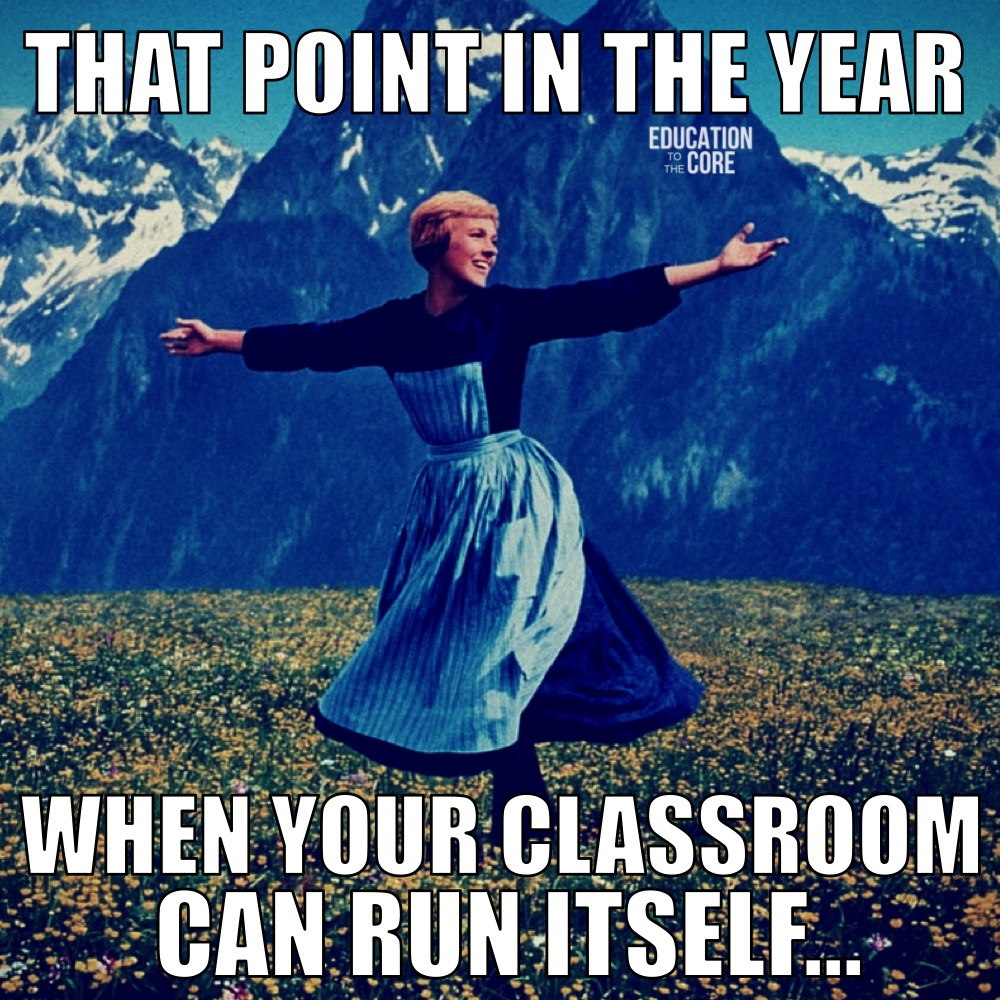 THAT POINT IN THE YEAR
EDUCATION
TO
THE CORE
WHEN YOUR CLASSROOM
CAN RUN ITSELF...